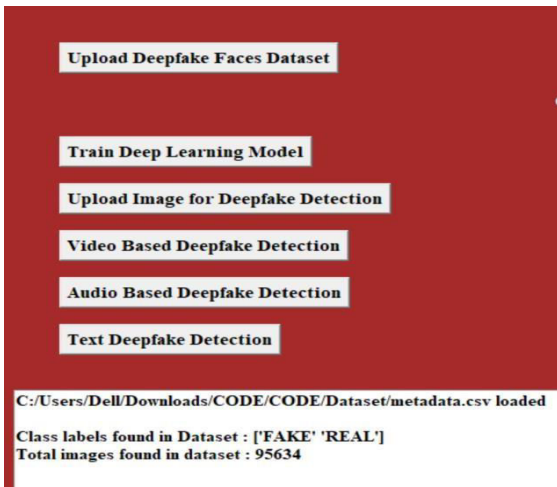 Upload Deepfake Faces Dataset
Train Deep Learning Model
Upload Image for Deepfake Detection
Video Based Deepfake Detection
Audio Based Deepfake Detection
Text Deepfake Detection
C:/Users/Dell/Downloads/CODE/CODE/Dataset/metadata.csv loaded
Class labels found in Dataset : ['FAKE' 'REAL']
Total images found in dataset : 95634